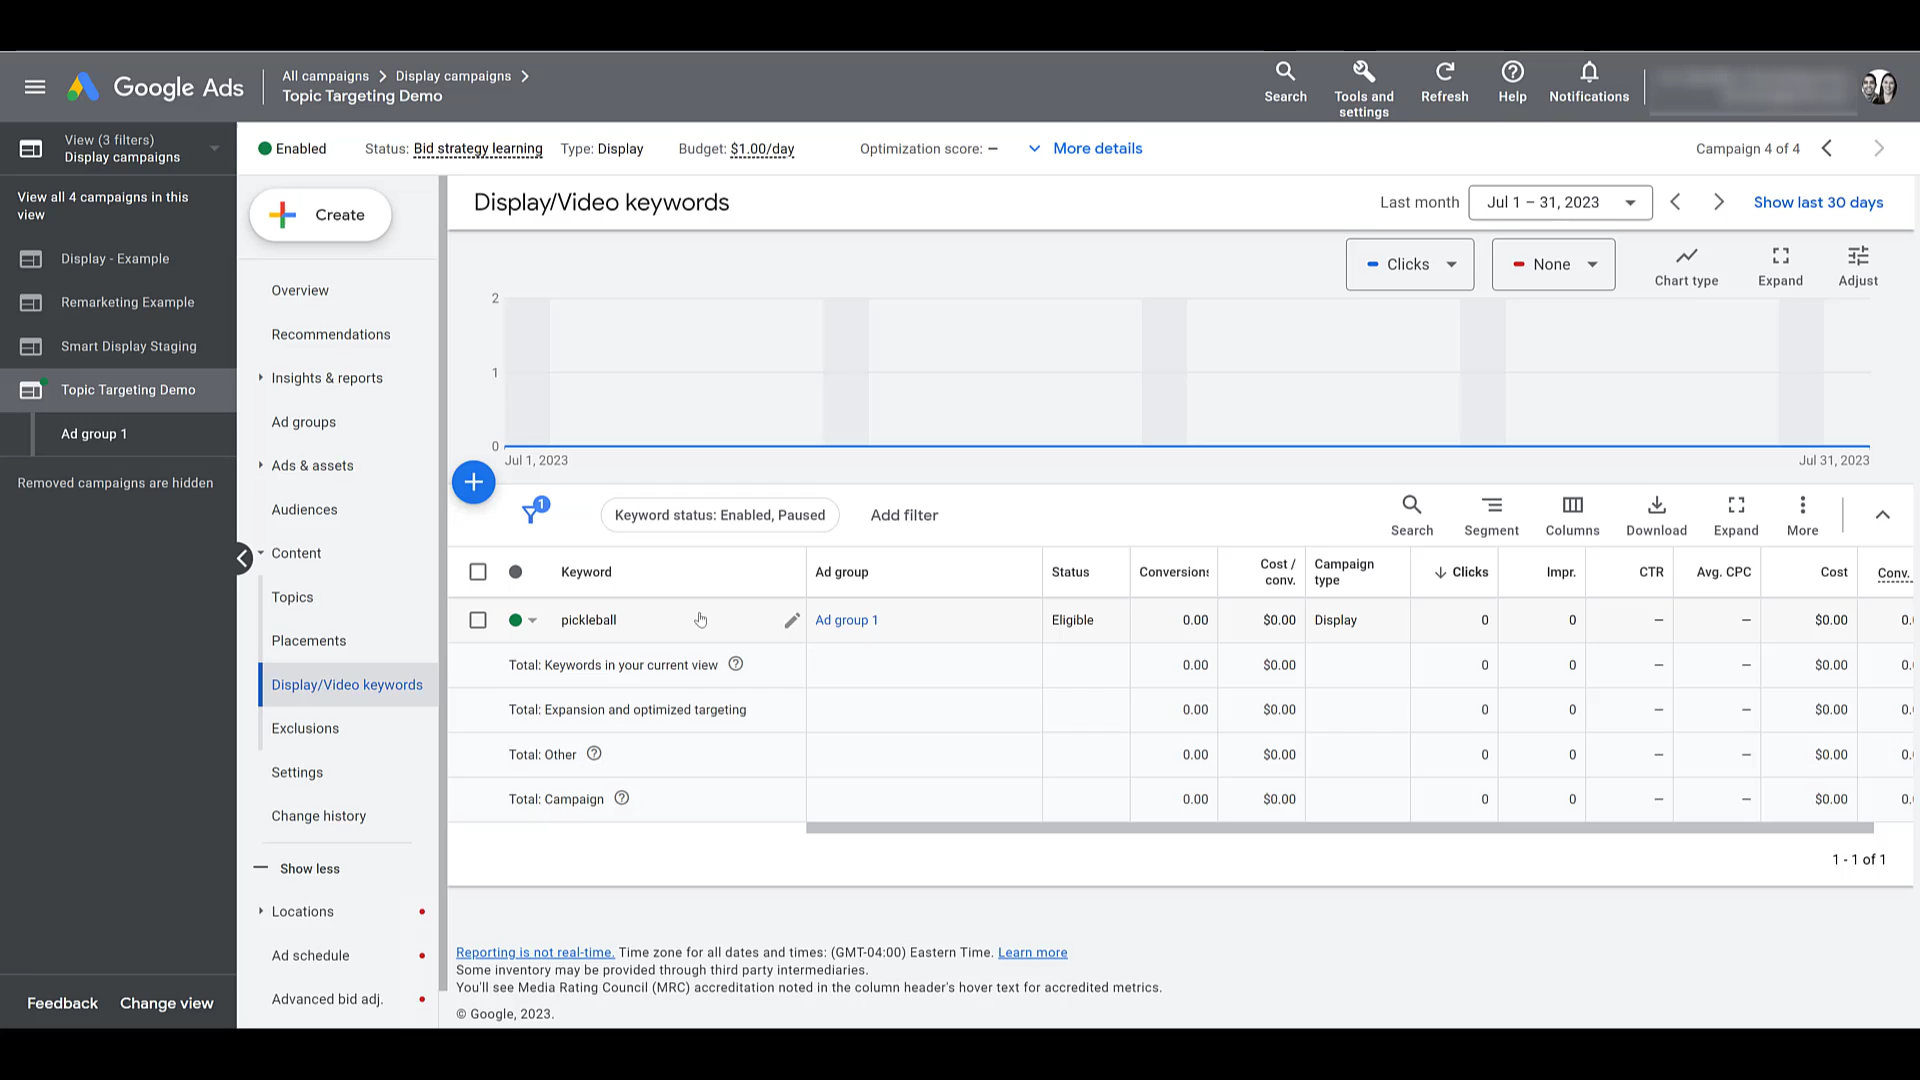 Google Ads
All campaigns > Display campaigns >
Topic Targeting Demo
Search
Tools and settings
Refresh
Help
Notifications
View (3 filters)
Display campaigns
Enabled
Status: Bid strategy learning
Type: Display
Budget: $1.00/day
Optimization score: –
More details
Campaign 4 of 4
View all 4 campaigns in this view
Display - Example
Remarketing Example
Smart Display Staging
Topic Targeting Demo
Ad group 1
Removed campaigns are hidden
Feedback
Change view
Create
Overview
Recommendations
Insights & reports
Ad groups
Ads & assets
Audiences
Content
Topics
Placements
Display/Video keywords
Exclusions
Settings
Change history
Show less
Locations
Ad schedule
Advanced bid adj.
Display/Video keywords
Last month
Jul 1 – 31, 2023
Show last 30 days
Clicks
None
Chart type
Expand
Adjust
2
1
0
Jul 1, 2023
Jul 31, 2023
1
Keyword status: Enabled, Paused
Add filter
Search
Segment
Columns
Download
Expand
More
Keyword Ad group Status Conversions Cost / conv. Campaign type Clicks Impr. CTR Avg. CPC Cost Conv.
pickleball Ad group 1 Eligible 0.00 $0.00 Display 0 0 – – $0.00 0.
Total: Keywords in your current view 0.00 $0.00 0 0 – – $0.00 0.
Total: Expansion and optimized targeting 0.00 $0.00 0 0 – – $0.00 0.
Total: Other 0.00 $0.00 0 0 – – $0.00 0.
Total: Campaign 0.00 $0.00 0 0 – – $0.00 0.
1 - 1 of 1
Reporting is not real-time. Time zone for all dates and times: (GMT-04:00) Eastern Time. Learn more
Some inventory may be provided through third party intermediaries.
You'll see Media Rating Council (MRC) accreditation noted in the column header's hover text for accredited metrics.
© Google, 2023.